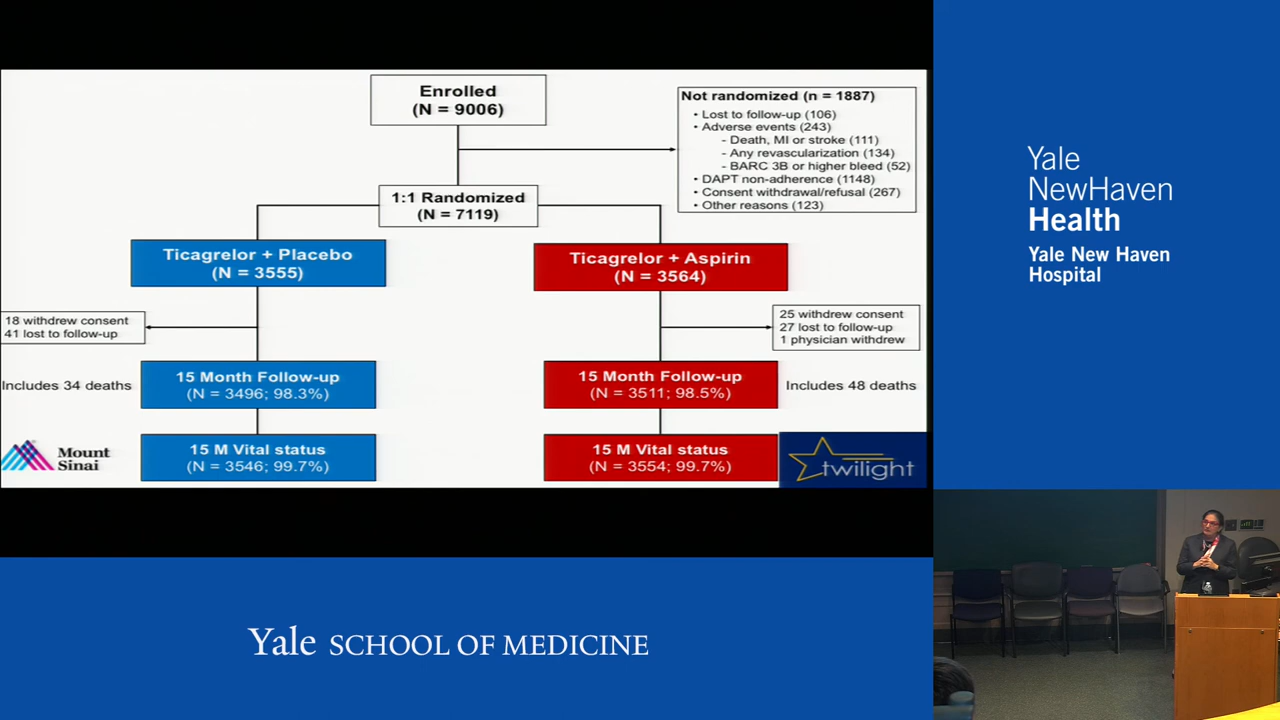 Enrolled
(N = 9006)
Not randomized (n = 1887)
• Lost to follow-up (106)
• Adverse events (243)
- Death, MI or stroke (111)
- Any revascularization (134)
- BARC 3B or higher bleed (52)
• DAPT non-adherence (1148)
• Consent withdrawal/refusal (267)
• Other reasons (123)
1:1 Randomized
(N = 7119)
Ticagrelor + Placebo
(N = 3555)
Ticagrelor + Aspirin
(N = 3564)
18 withdrew consent
41 lost to follow-up
25 withdrew consent
27 lost to follow-up
1 physician withdrew
Includes 34 deaths
15 Month Follow-up
(N = 3496; 98.3%)
15 Month Follow-up
(N = 3511; 98.5%)
Includes 48 deaths
Mount
Sinai
15 M Vital status
(N = 3546; 99.7%)
15 M Vital status
(N = 3554; 99.7%)
twilight
Yale
NewHaven
Health
Yale New Haven
Hospital
Yale SCHOOL OF MEDICINE